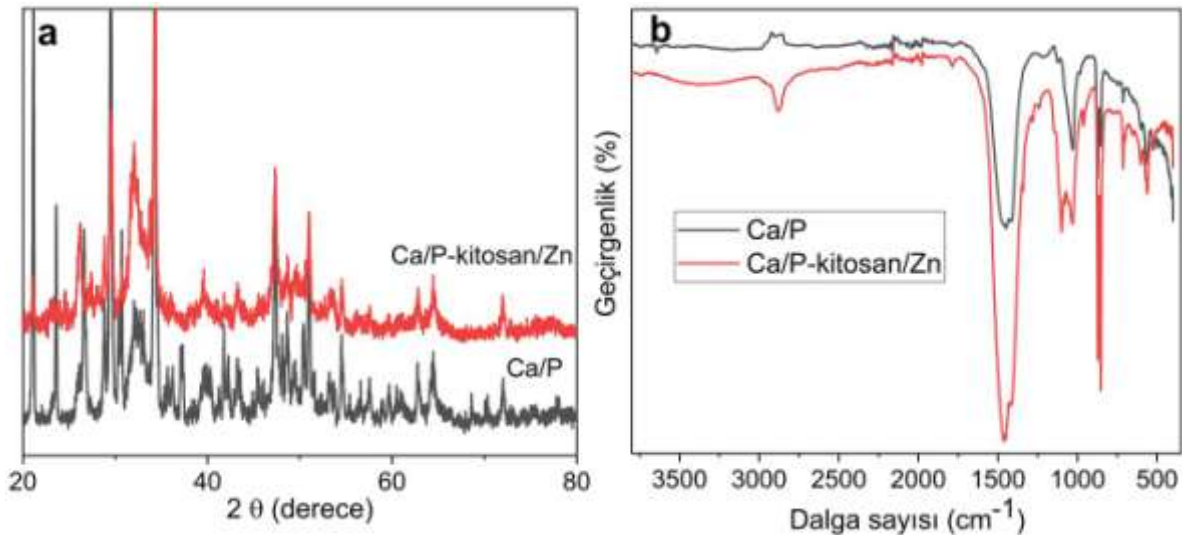 a
Ca/P-kitosan/Zn
Ca/P
20
40
60
80
2 θ (derece)
b
Geçirgenlik (%)
Ca/P
Ca/P-kitosan/Zn
3500
3000
2500
2000
1500
1000
500
Dalga sayısı (cm⁻¹)